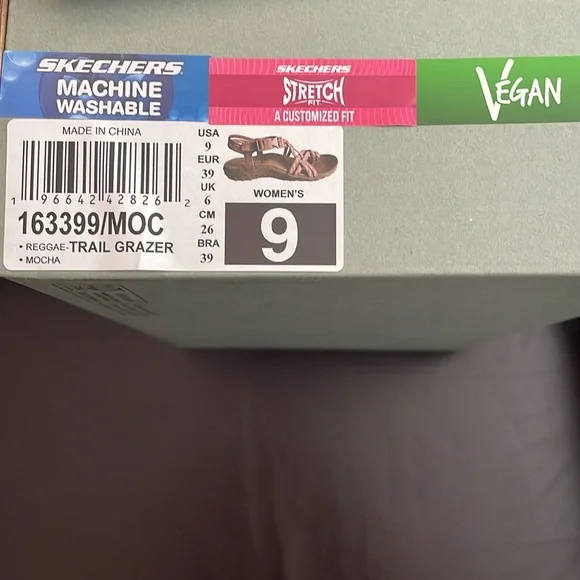 SKECHERS
MACHINE
WASHABLE
SKECHERS
STRETCH
FIT
A CUSTOMIZED FIT
VEGAN
MADE IN CHINA
1 96642 42826 2
163399/MOC
• REGGAE-TRAIL GRAZER
• MOCHA
USA
9
EUR
39
UK
6
CM
26
BRA
39
WOMEN'S
9